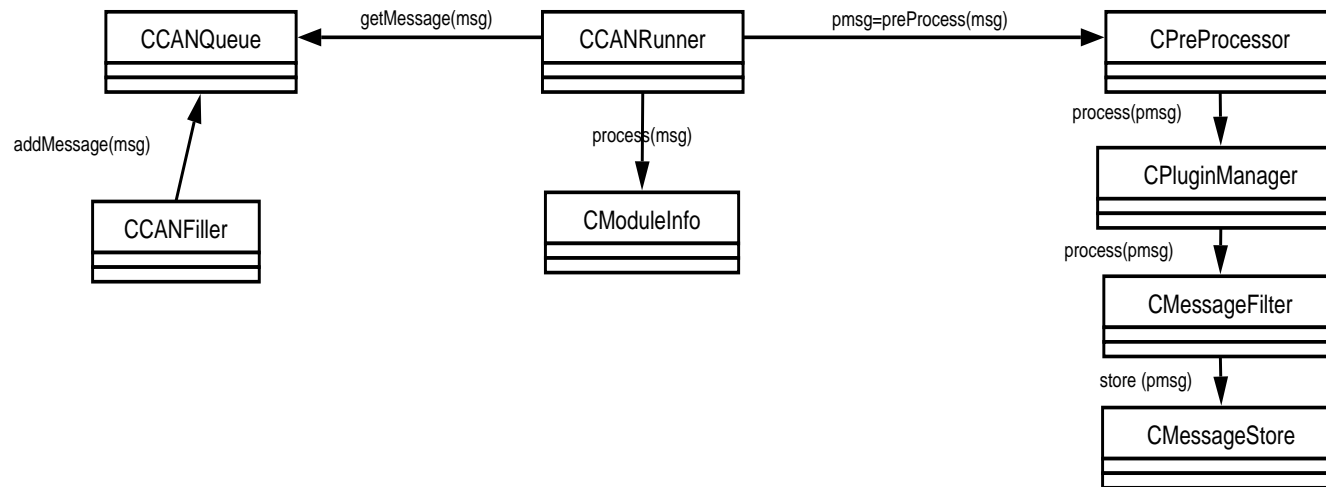 getMessage(msg)
pmsg=preProcess(msg)
CCANQueue
CCANRunner
CPreProcessor
process(pmsg)
addMessage(msg)
process(msg)
CPluginManager
CCANFiller
CModuleInfo
process(pmsg)
CMessageFilter
store (pmsg)
CMessageStore